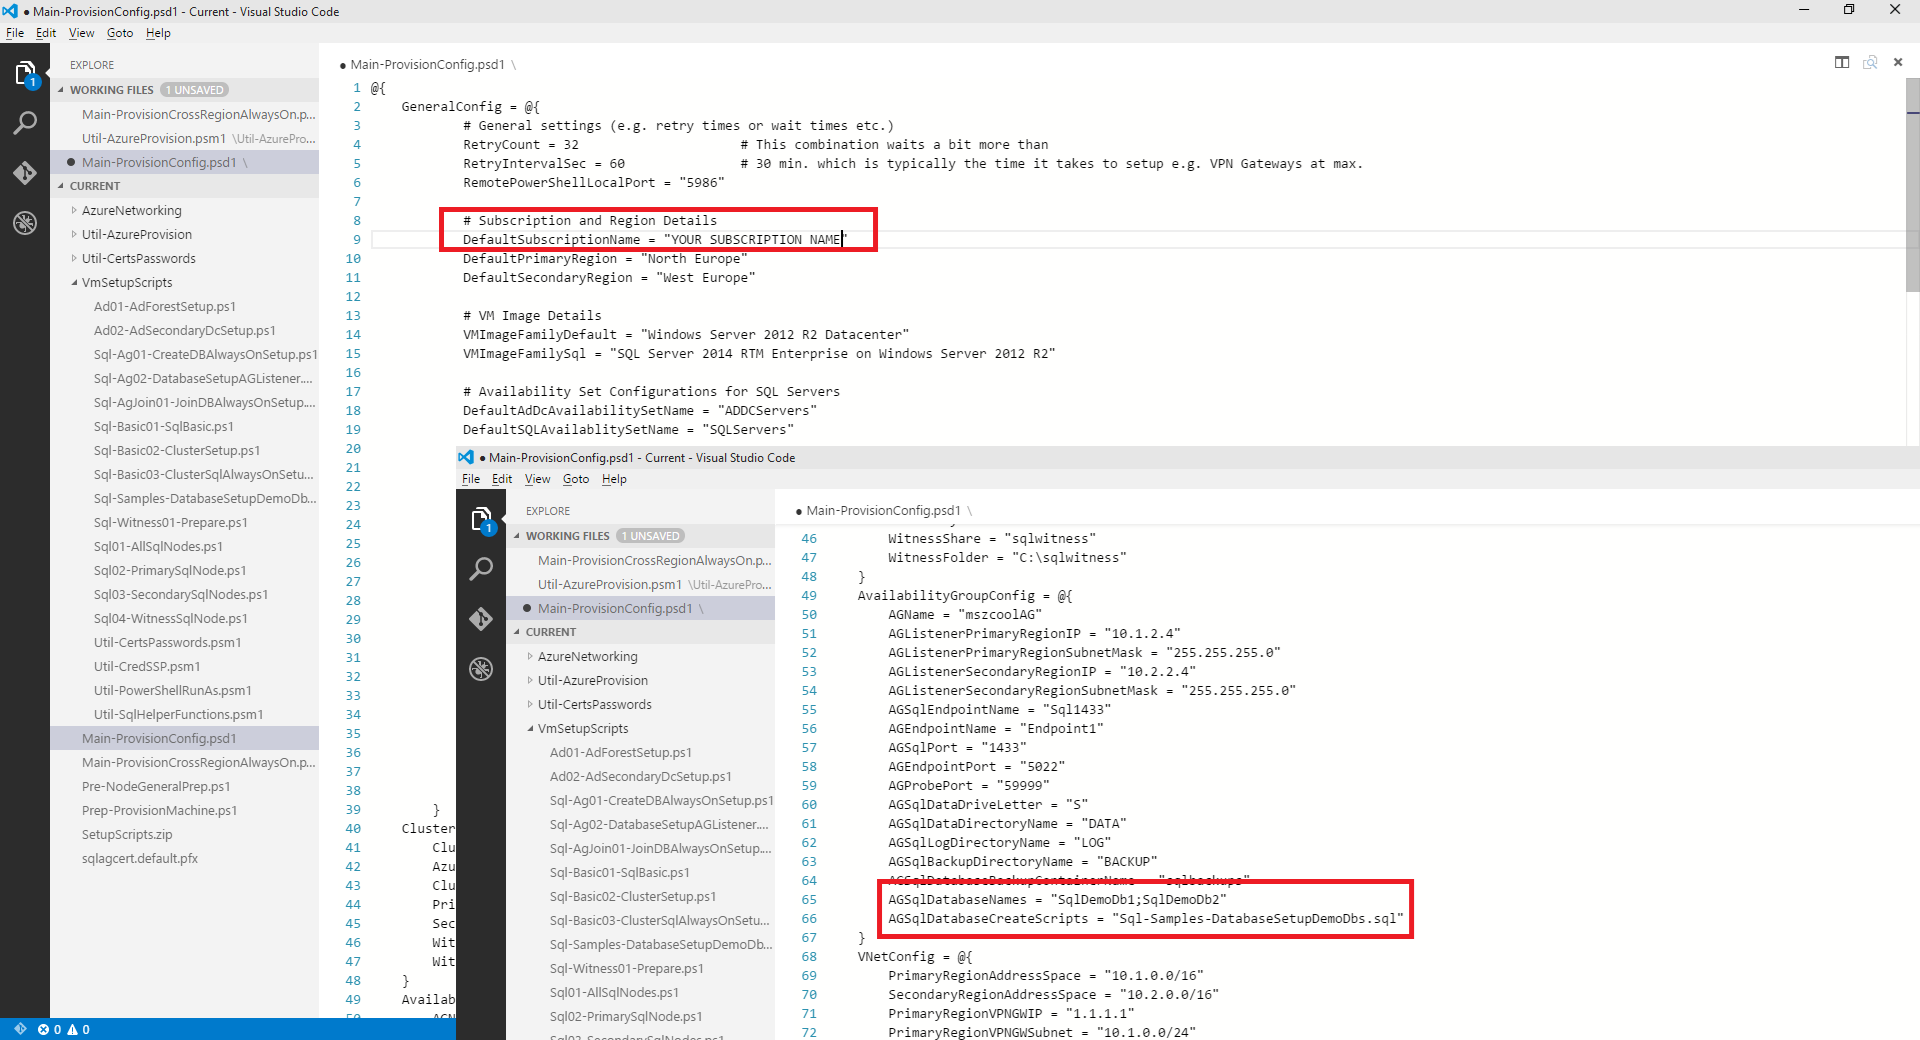 ● Main-ProvisionConfig.psd1 - Current - Visual Studio Code
File Edit View Goto Help
EXPLORE
1
WORKING FILES 1 UNSAVED
Main-ProvisionCrossRegionAlwaysOn.p...
Util-AzureProvision.psm1 \Util-AzurePro...
● Main-ProvisionConfig.psd1 \
CURRENT
AzureNetworking
Util-AzureProvision
Util-CertsPasswords
VmSetupScripts
Ad01-AdForestSetup.ps1
Ad02-AdSecondaryDcSetup.ps1
Sql-Ag01-CreateDBAlwaysOnSetup.ps1
Sql-Ag02-DatabaseSetupAGListener....
Sql-AgJoin01-JoinDBAlwaysOnSetup....
Sql-Basic01-SqlBasic.ps1
Sql-Basic02-ClusterSetup.ps1
Sql-Basic03-ClusterSqlAlwaysOnSetu...
Sql-Samples-DatabaseSetupDemoDb...
Sql-Witness01-Prepare.ps1
Sql01-AllSqlNodes.ps1
Sql02-PrimarySqlNode.ps1
Sql03-SecondarySqlNodes.ps1
Sql04-WitnessSqlNode.ps1
Util-CertsPasswords.psm1
Util-CredSSP.psm1
Util-PowerShellRunAs.psm1
Util-SqlHelperFunctions.psm1
Main-ProvisionConfig.psd1
Main-ProvisionCrossRegionAlwaysOn.p...
Pre-NodeGeneralPrep.ps1
Prep-ProvisionMachine.ps1
SetupScripts.zip
sqlagcert.default.pfx
0 0
● Main-ProvisionConfig.psd1 \
1 @{
2 GeneralConfig = @{
3 # General settings (e.g. retry times or wait times etc.)
4 RetryCount = 32 # This combination waits a bit more than
5 RetryIntervalSec = 60 # 30 min. which is typically the time it takes to setup e.g. VPN Gateways at max.
6 RemotePowerShellLocalPort = "5986"
7
8 # Subscription and Region Details
9 DefaultSubscriptionName = "YOUR SUBSCRIPTION NAME"
10 DefaultPrimaryRegion = "North Europe"
11 DefaultSecondaryRegion = "West Europe"
12
13 # VM Image Details
14 VMImageFamilyDefault = "Windows Server 2012 R2 Datacenter"
15 VMImageFamilySql = "SQL Server 2014 RTM Enterprise on Windows Server 2012 R2"
16
17 # Availability Set Configurations for SQL Servers
18 DefaultAdDcAvailabilitySetName = "ADDCServers"
19 DefaultSQLAvailablitySetName = "SQLServers"
20
21
22
23
24
25
26
27
28
29
30
31
32
33
34
35
36
37
38
39 }
40 Cluster
41 Clu
42 Azu
43 Clu
44 Pri
45 Sec
46 Wit
47 Wit
48 }
49 Availab
● Main-ProvisionConfig.psd1 - Current - Visual Studio Code
File Edit View Goto Help
EXPLORE
1
WORKING FILES 1 UNSAVED
Main-ProvisionCrossRegionAlwaysOn.p...
Util-AzureProvision.psm1 \Util-AzurePro...
● Main-ProvisionConfig.psd1 \
CURRENT
AzureNetworking
Util-AzureProvision
Util-CertsPasswords
VmSetupScripts
Ad01-AdForestSetup.ps1
Ad02-AdSecondaryDcSetup.ps1
Sql-Ag01-CreateDBAlwaysOnSetup.ps1
Sql-Ag02-DatabaseSetupAGListener....
Sql-AgJoin01-JoinDBAlwaysOnSetup....
Sql-Basic01-SqlBasic.ps1
Sql-Basic02-ClusterSetup.ps1
Sql-Basic03-ClusterSqlAlwaysOnSetu...
Sql-Samples-DatabaseSetupDemoDb...
Sql-Witness01-Prepare.ps1
Sql01-AllSqlNodes.ps1
Sql02-PrimarySqlNode.ps1
Sql03-SecondarySqlNodes.ps1
● Main-ProvisionConfig.psd1 \
46 WitnessShare = "sqlwitness"
47 WitnessFolder = "C:\sqlwitness"
48 }
49 AvailabilityGroupConfig = @{
50 AGName = "mszcoolAG"
51 AGListenerPrimaryRegionIP = "10.1.2.4"
52 AGListenerPrimaryRegionSubnetMask = "255.255.255.0"
53 AGListenerSecondaryRegionIP = "10.2.2.4"
54 AGListenerSecondaryRegionSubnetMask = "255.255.255.0"
55 AGSqlEndpointName = "Sql1433"
56 AGEndpointName = "Endpoint1"
57 AGSqlPort = "1433"
58 AGEndpointPort = "5022"
59 AGProbePort = "59999"
60 AGSqlDataDriveLetter = "S"
61 AGSqlDataDirectoryName = "DATA"
62 AGSqlLogDirectoryName = "LOG"
63 AGSqlBackupDirectoryName = "BACKUP"
64 AGSqlDatabaseBackupContainerName = "sqlbackups"
65 AGSqlDatabaseNames = "SqlDemoDb1;SqlDemoDb2"
66 AGSqlDatabaseCreateScripts = "Sql-Samples-DatabaseSetupDemoDbs.sql"
67 }
68 VNetConfig = @{
69 PrimaryRegionAddressSpace = "10.1.0.0/16"
70 SecondaryRegionAddressSpace = "10.2.0.0/16"
71 PrimaryRegionVPNGWIP = "1.1.1.1"
72 PrimaryRegionVPNGWSubnet = "10.1.0.0/24"